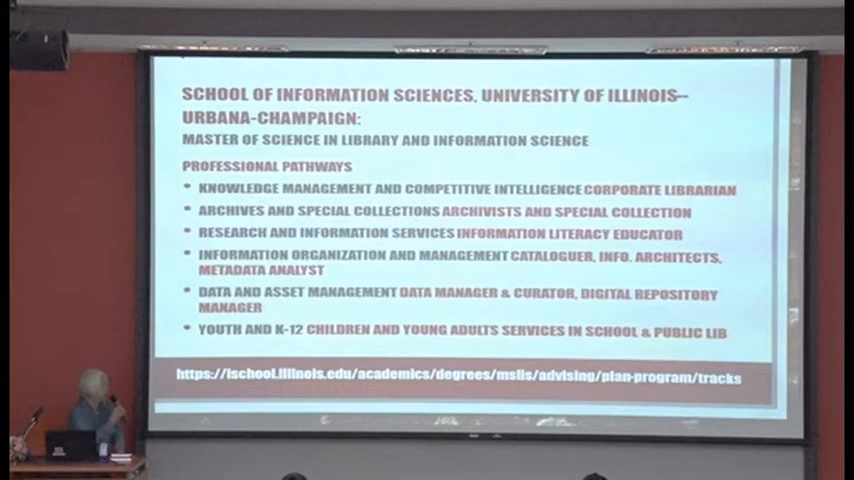 SCHOOL OF INFORMATION SCIENCES, UNIVERSITY OF ILLINOIS--
URBANA-CHAMPAIGN:
MASTER OF SCIENCE IN LIBRARY AND INFORMATION SCIENCE
PROFESSIONAL PATHWAYS
• KNOWLEDGE MANAGEMENT AND COMPETITIVE INTELLIGENCE CORPORATE LIBRARIAN
• ARCHIVES AND SPECIAL COLLECTIONS ARCHIVISTS AND SPECIAL COLLECTION
• RESEARCH AND INFORMATION SERVICES INFORMATION LITERACY EDUCATOR
• INFORMATION ORGANIZATION AND MANAGEMENT CATALOGUER, INFO. ARCHITECTS,
METADATA ANALYST
• DATA AND ASSET MANAGEMENT DATA MANAGER & CURATOR, DIGITAL REPOSITORY
MANAGER
• YOUTH AND K-12 CHILDREN AND YOUNG ADULTS SERVICES IN SCHOOL & PUBLIC LIB
https://ischool.illinois.edu/academics/degrees/mslis/advising/plan-program/tracks